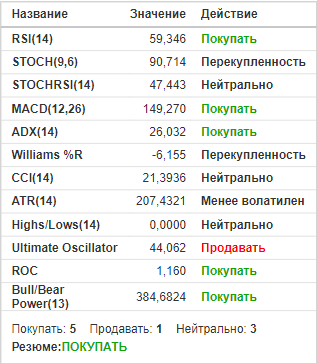 Название Значение Действие
RSI(14) 59,346 Покупать
STOCH(9,6) 90,714 Перекупленность
STOCHRSI(14) 47,443 Нейтрально
MACD(12,26) 149,270 Покупать
ADX(14) 26,032 Покупать
Williams %R -6,155 Перекупленность
CCI(14) 21,3936 Нейтрально
ATR(14) 207,4321 Менее волатилен
Highs/Lows(14) 0,0000 Нейтрально
Ultimate Oscillator 44,062 Продавать
ROC 1,160 Покупать
Bull/Bear Power(13) 384,6824 Покупать
Покупать: 5 Продавать: 1 Нейтрально: 3
Резюме:ПОКУПАТЬ